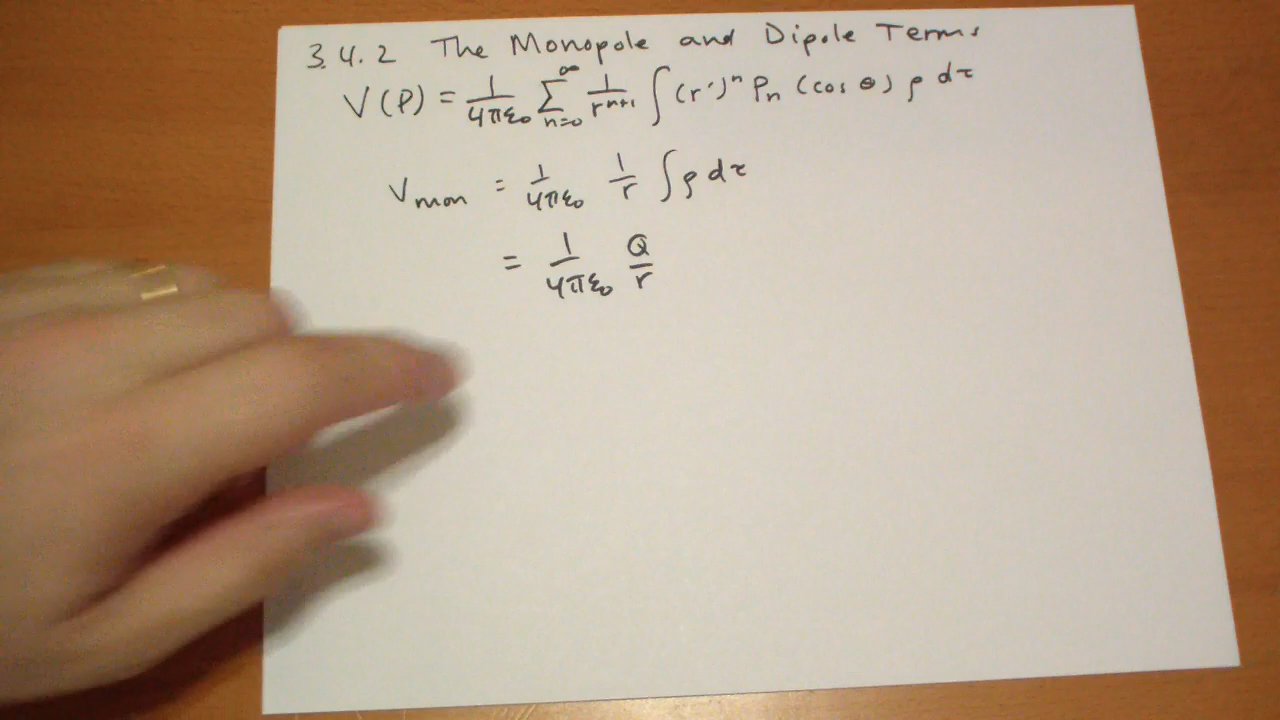 3.4.2 The Monopole and Dipole Terms
V(P) = 1/4πε₀ ∑_{n=0}^{∞} 1/r^{n+1} ∫(r')ⁿ Pₙ (cos θ) ρ dτ
V_mon = 1/4πε₀ 1/r ∫ρ dτ
= 1/4πε₀ Q/r